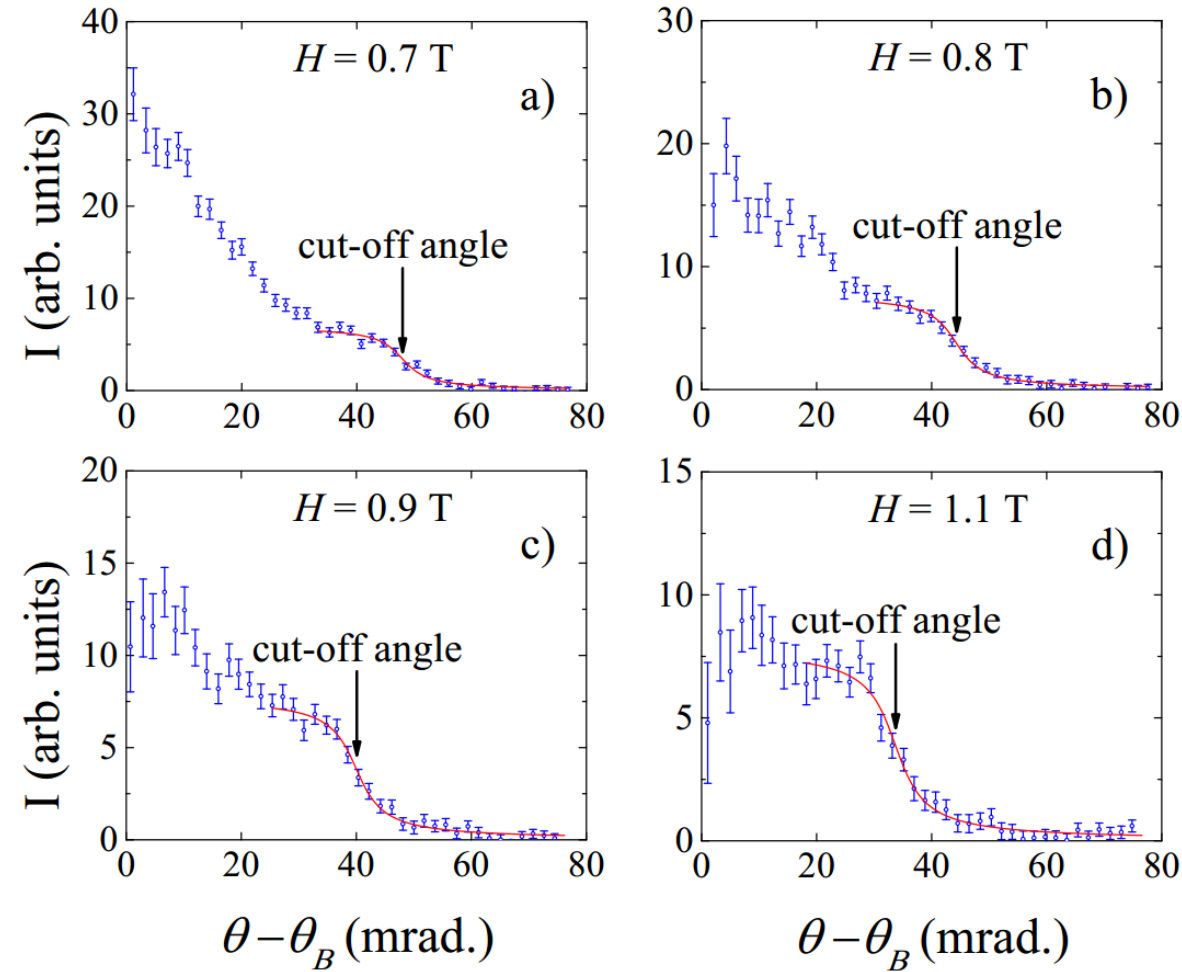 40
30
20
10
0
0 20 40 60 80
I (arb. units)
H = 0.7 T
a)
cut-off angle
30
20
10
0
0 20 40 60 80
H = 0.8 T
b)
cut-off angle
20
15
10
5
0
0 20 40 60 80
I (arb. units)
H = 0.9 T
c)
cut-off angle
θ − θB (mrad.)
15
10
5
0
0 20 40 60 80
H = 1.1 T
d)
cut-off angle
θ − θB (mrad.)